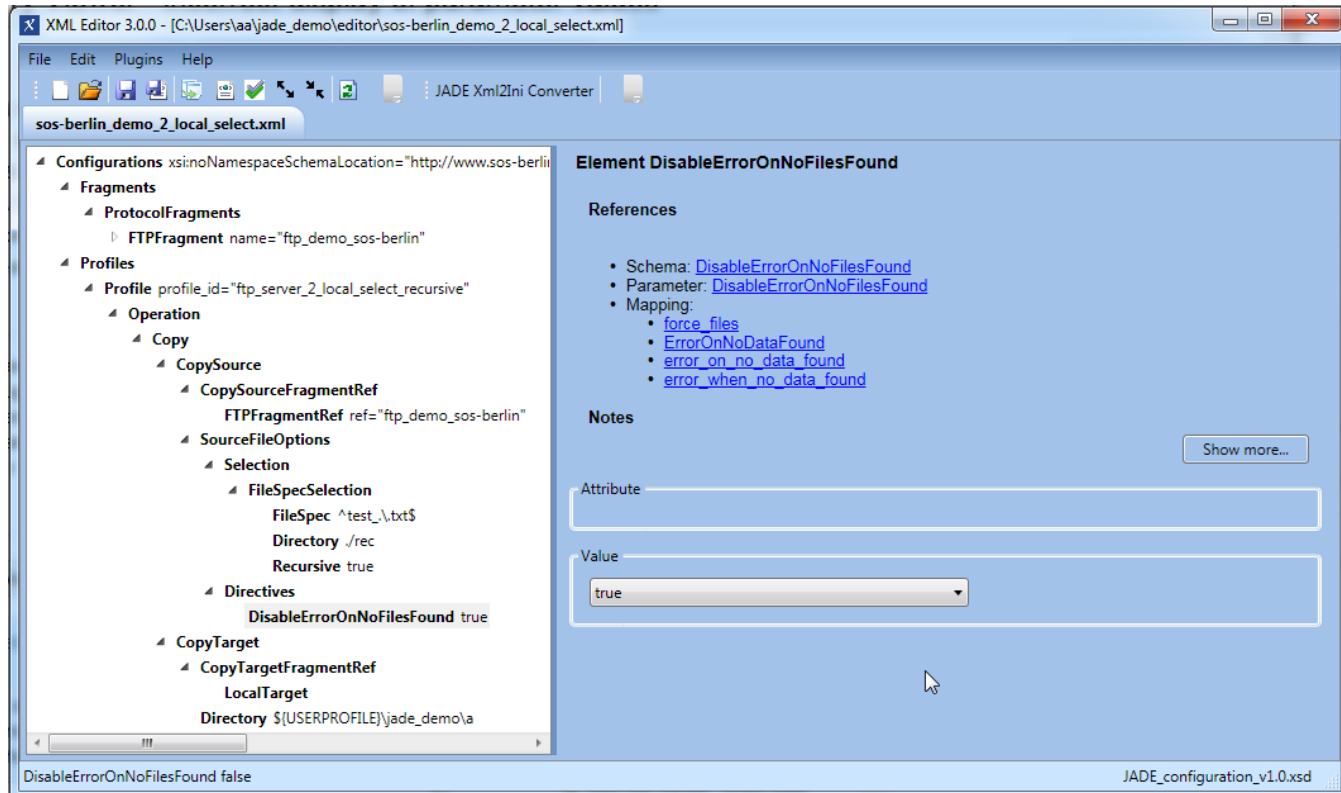 XML Editor 3.0.0 - [C:\Users\aa\jade_demo\editor\sos-berlin_demo_2_local_select.xml]
File Edit Plugins Help
JADE Xml2Ini Converter
sos-berlin_demo_2_local_select.xml
Configurations xsi:noNamespaceSchemaLocation="http://www.sos-berlin
Fragments
ProtocolFragments
FTPFragment name="ftp_demo_sos-berlin"
Profiles
Profile profile_id="ftp_server_2_local_select_recursive"
Operation
Copy
CopySource
CopySourceFragmentRef
FTPFragmentRef ref="ftp_demo_sos-berlin"
SourceFileOptions
Selection
FileSpecSelection
FileSpec ^test_.\.txt$
Directory ./rec
Recursive true
Directives
DisableErrorOnNoFilesFound true
CopyTarget
CopyTargetFragmentRef
LocalTarget
Directory ${USERPROFILE}\jade_demo\a
Element DisableErrorOnNoFilesFound
References
• Schema: DisableErrorOnNoFilesFound
• Parameter: DisableErrorOnNoFilesFound
• Mapping:
• force_files
• ErrorOnNoDataFound
• error_on_no_data_found
• error_when_no_data_found
Notes
Show more...
Attribute
Value
true
DisableErrorOnNoFilesFound false
JADE_configuration_v1.0.xsd